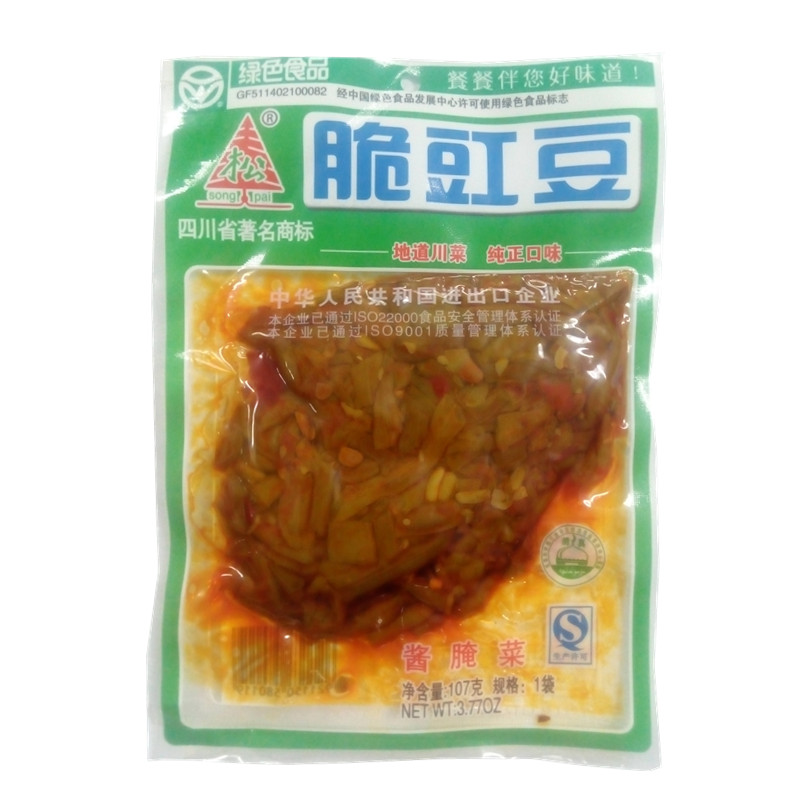 绿色食品
GF511402100082 经中国绿色食品发展中心许可使用绿色食品标志
餐餐伴您好味道！
松
®
song pai
脆豇豆
四川省著名商标
地道川菜 纯正口味
中华人民共和国进出口企业
本企业已通过ISO22000食品安全管理体系认证
本企业已通过ISO9001质量管理体系认证
S
生产许可
酱腌菜
净含量:107克 规格：1袋
NET WT:3.77OZ